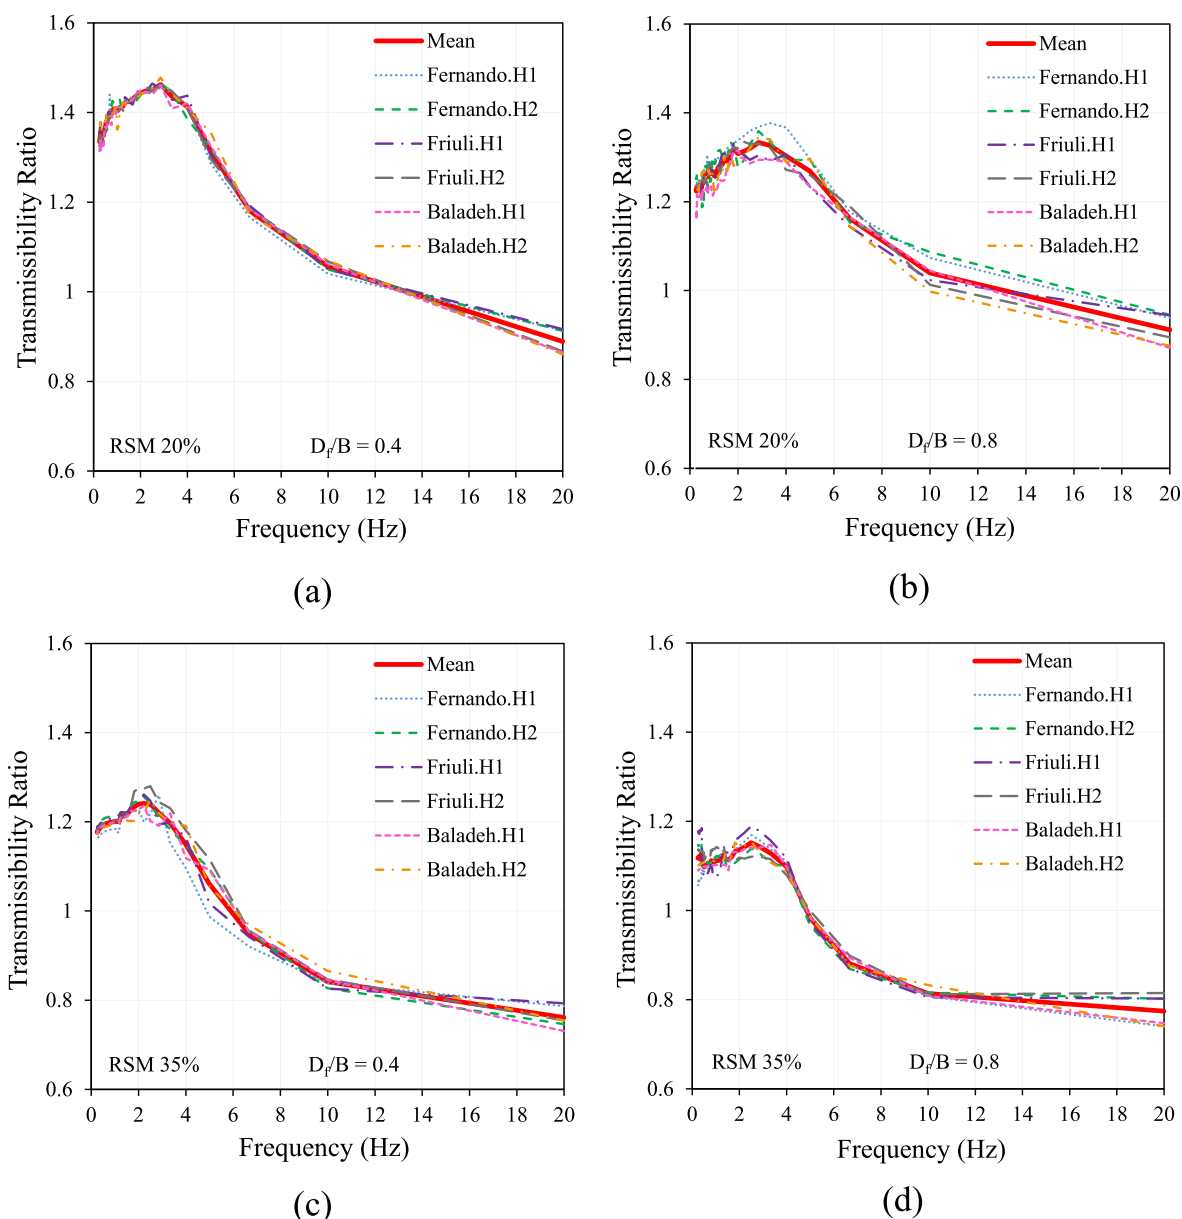 1.6
1.4
1.2
1
0.8
0.6
Transmissibility Ratio
Mean
Fernando.H1
Fernando.H2
Friuli.H1
Friuli.H2
Baladeh.H1
Baladeh.H2
RSM 20%
Df/B = 0.4
0 2 4 6 8 10 12 14 16 18 20
Frequency (Hz)
(a)
1.6
1.4
1.2
1
0.8
0.6
Transmissibility Ratio
Mean
Fernando.H1
Fernando.H2
Friuli.H1
Friuli.H2
Baladeh.H1
Baladeh.H2
RSM 20%
Df/B = 0.8
0 2 4 6 8 10 12 14 16 18 20
Frequency (Hz)
(b)
1.6
1.4
1.2
1
0.8
0.6
Transmissibility Ratio
Mean
Fernando.H1
Fernando.H2
Friuli.H1
Friuli.H2
Baladeh.H1
Baladeh.H2
RSM 35%
Df/B = 0.4
0 2 4 6 8 10 12 14 16 18 20
Frequency (Hz)
(c)
1.6
1.4
1.2
1
0.8
0.6
Transmissibility Ratio
Mean
Fernando.H1
Fernando.H2
Friuli.H1
Friuli.H2
Baladeh.H1
Baladeh.H2
RSM 35%
Df/B = 0.8
0 2 4 6 8 10 12 14 16 18 20
Frequency (Hz)
(d)